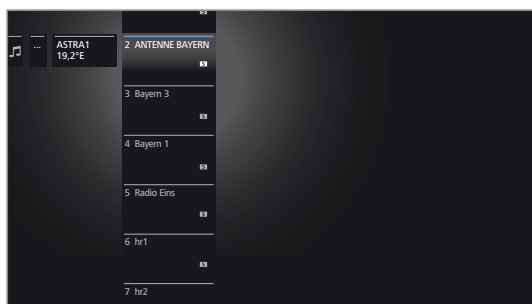 S
...
ASTRA1
19,2°E
2 ANTENNE BAYERN
S
3 Bayern 3
S
4 Bayern 1
S
5 Radio Eins
S
6 hr1
S
7 hr2